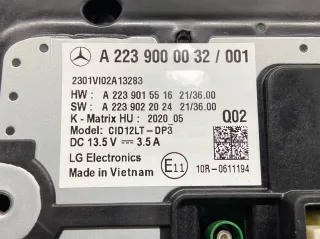 A 223 900 00 32 / 001
2301VI02A13283
HW : A 223 901 55 16 21/36.00
SW : A 223 902 20 24 21/36.00
K - Matrix HU : 2020_05 Q02
Model: CID12LT-DP3
DC 13.5 V ⎓ 3.5 A
LG Electronics
Made in Vietnam E11 10R-0611194